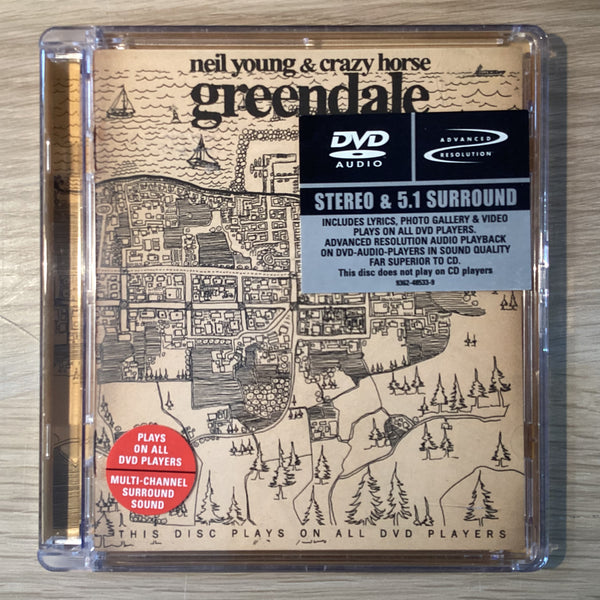 neil young & crazy horse
greendale
DVD
AUDIO
ADVANCED
RESOLUTION
STEREO & 5.1 SURROUND
INCLUDES LYRICS, PHOTO GALLERY & VIDEO
PLAYS ON ALL DVD PLAYERS.
ADVANCED RESOLUTION AUDIO PLAYBACK
ON DVD-AUDIO-PLAYERS IN SOUND QUALITY
FAR SUPERIOR TO CD.
This disc does not play on CD players
9362-48533-9
PLAYS
ON ALL
DVD PLAYERS
MULTI-CHANNEL
SURROUND
SOUND
THIS DISC PLAYS ON ALL DVD PLAYERS